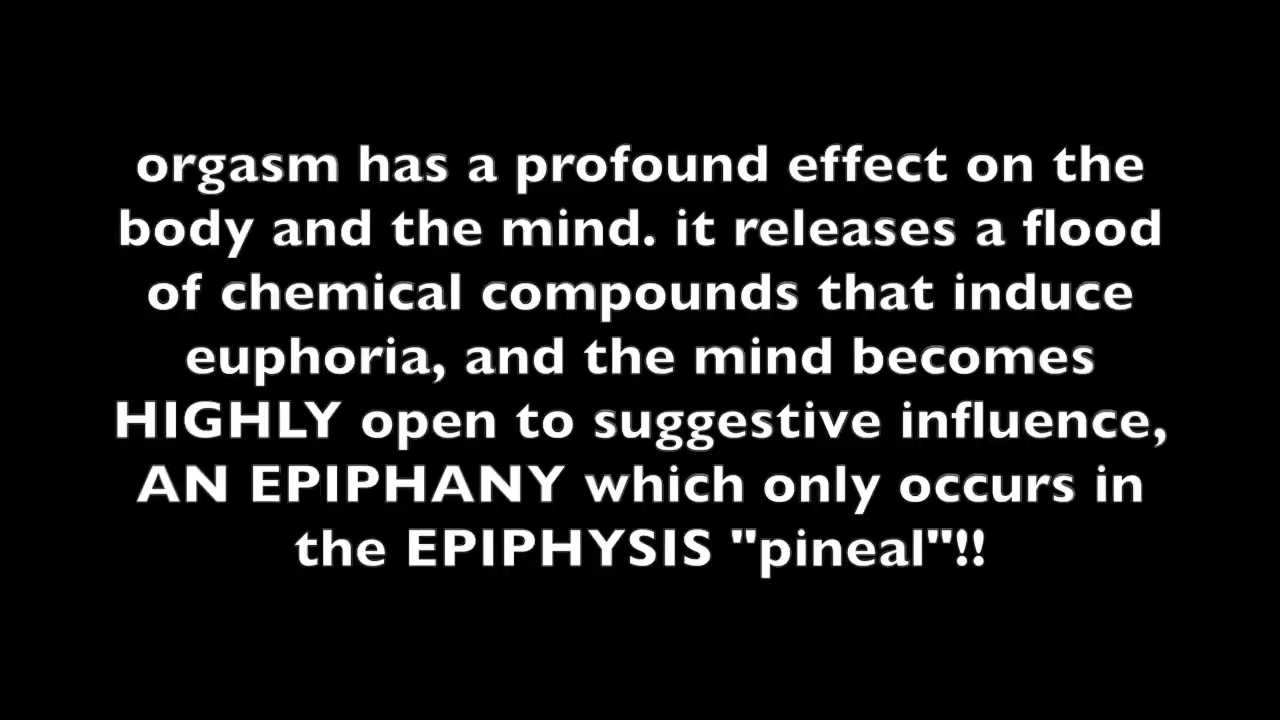 orgasm has a profound effect on the
body and the mind. it releases a flood
of chemical compounds that induce
euphoria, and the mind becomes
HIGHLY open to suggestive influence,
AN EPIPHANY which only occurs in
the EPIPHYSIS "pineal"!!